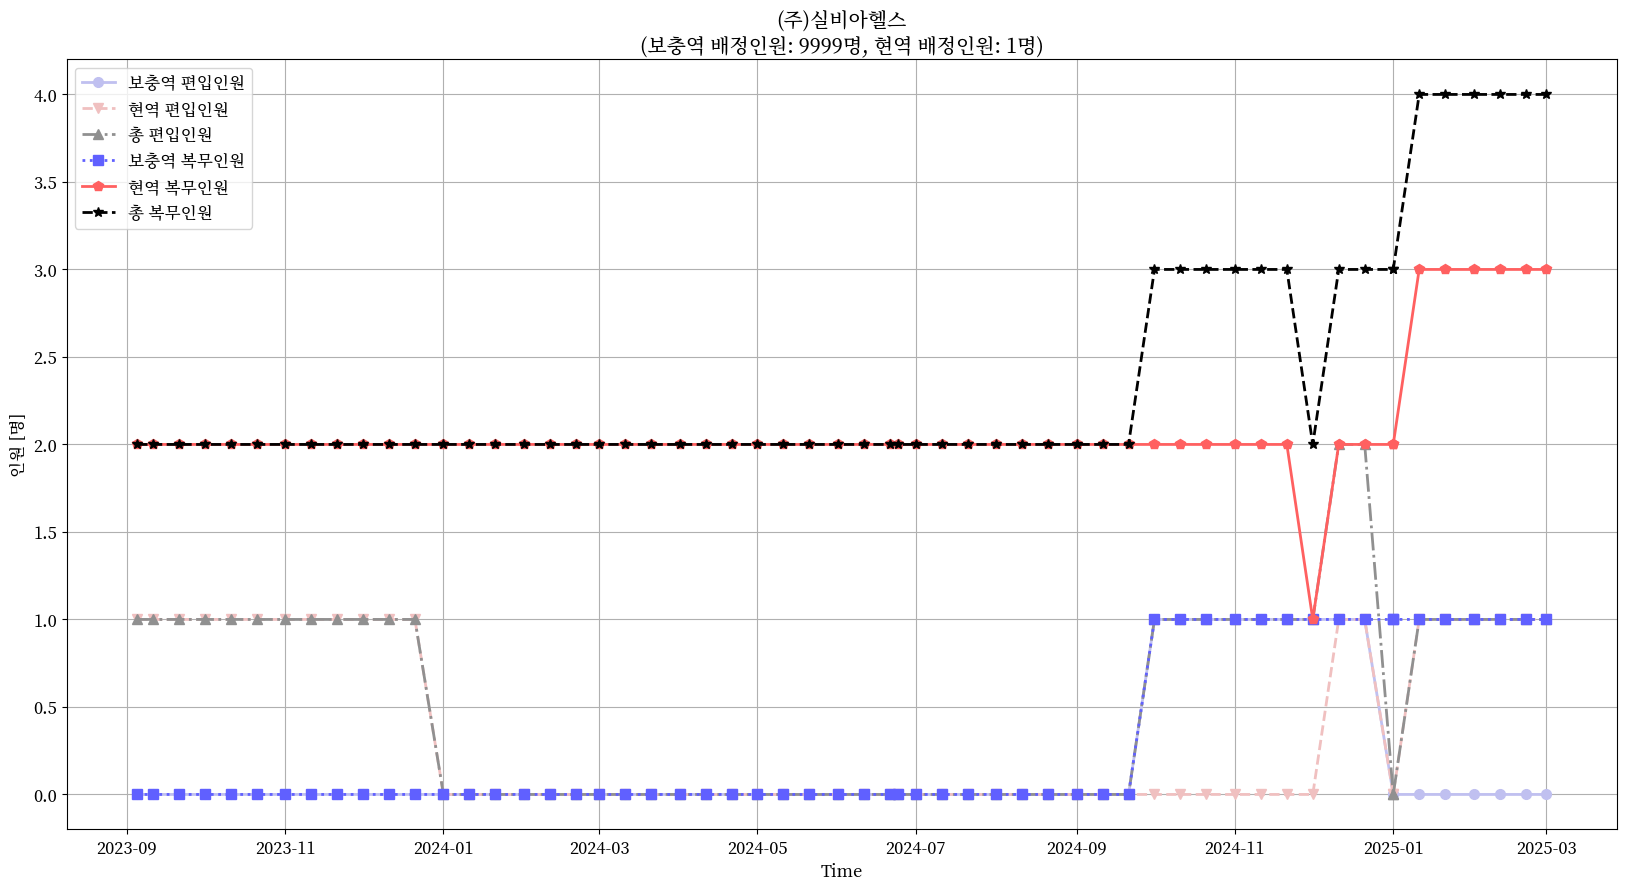 (주)실비아헬스
(보충역 배정인원: 9999명, 현역 배정인원: 1명)
보충역 편입인원
현역 편입인원
총 편입인원
보충역 복무인원
현역 복무인원
총 복무인원
4.0
3.5
3.0
2.5
2.0
1.5
1.0
0.5
0.0
인원 [명]
2023-09 2023-11 2024-01 2024-03 2024-05 2024-07 2024-09 2024-11 2025-01 2025-03
Time